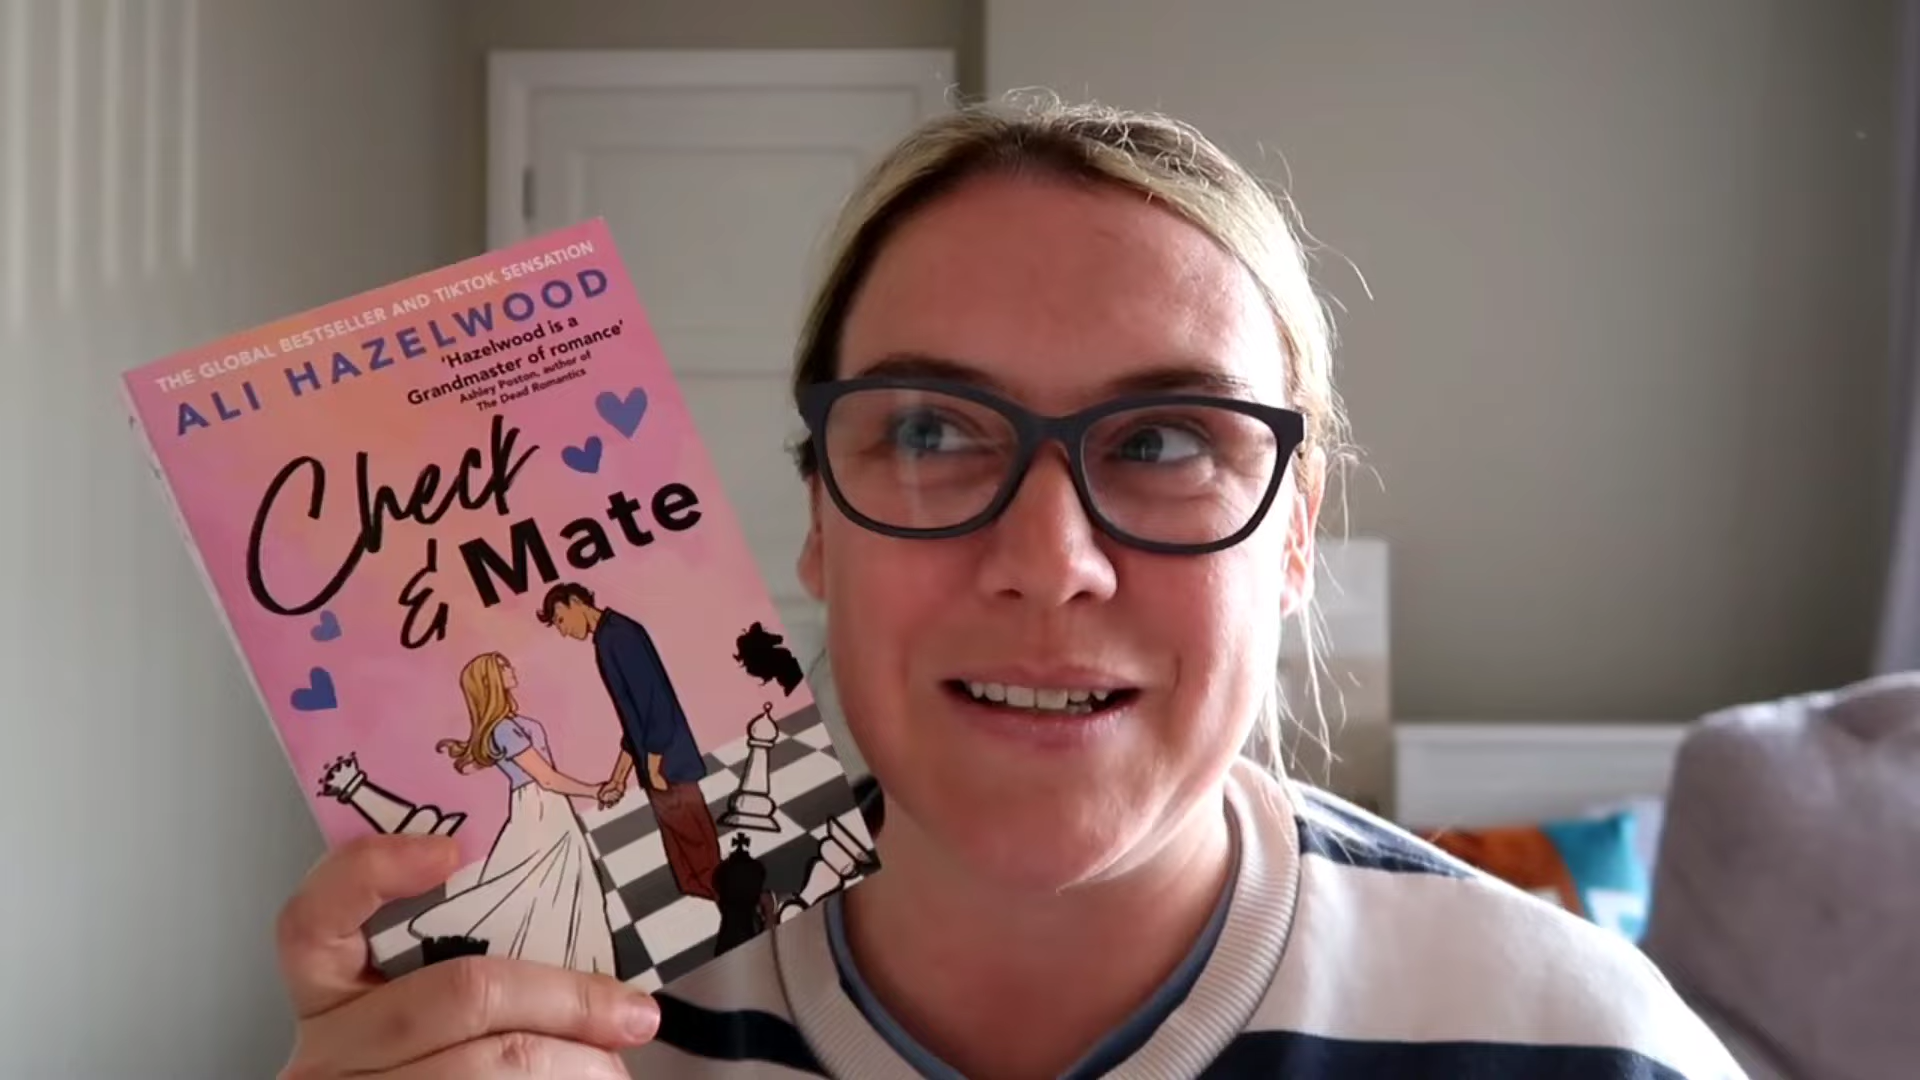 THE GLOBAL BESTSELLER AND TIKTOK SENSATION
ALI HAZELWOOD
'Hazelwood is a
Grandmaster of romance'
Ashley Poston, author of
The Dead Romantics
Check
& Mate